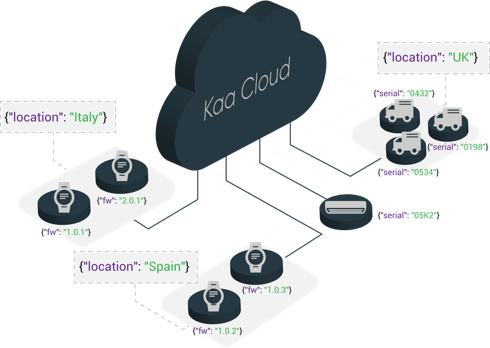 Kaa Cloud
{"location": "UK"}
{"serial": "0432"}
{"serial": "0198"}
{"serial": "0534"}
{"location": "Italy"}
{"fw": "2.0.1"}
{"fw": "1.0.1"}
{"serial": "05K2"}
{"location": "Spain"}
{"fw": "1.0.3"}
{"fw": "1.0.2"}